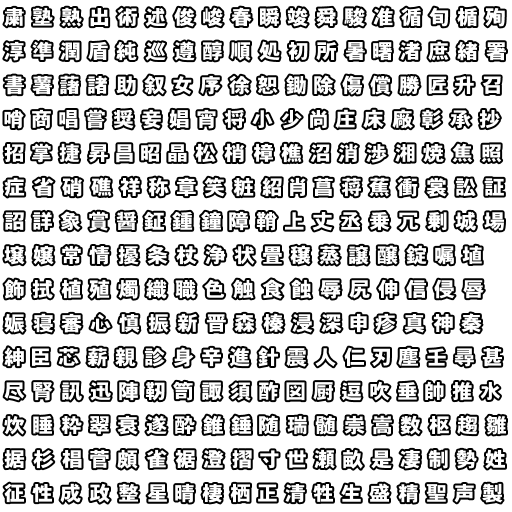 粛塾熟出術述俊峻春瞬竣舜駿准循旬楯殉
淳準潤盾純巡遵醇順処初所暑曙渚庶緒署
書薯藷諸助叙女序徐恕鋤除傷償勝匠升召
哨商唱嘗奨妾娼宵将小少尚庄床廠彰承抄
招掌捷昇昌昭晶松梢樟樵沼消渉湘焼焦照
症省硝礁祥称章笑粧紹肖菖蒋蕉衝裳訟証
詔詳象賞醤鉦鍾鐘障鞘上丈丞乗冗剰城場
壌嬢常情擾条杖浄状畳穣蒸譲醸錠嘱埴
飾拭植殖燭織職色触食蝕辱尻伸信侵唇
娠寝審心慎振新晋森榛浸深申疹真神秦
紳臣芯薪親診身辛進針震人仁刃塵壬尋甚
尽腎訊迅陣靭笥諏須酢図厨逗吹垂帥推水
炊睡粋翠衰遂酔錐錘随瑞髄崇嵩数枢趨雛
据杉椙菅頗雀裾澄摺寸世瀬畝是凄制勢姓
征性成政整星晴棲栖正清牲生盛精聖声製